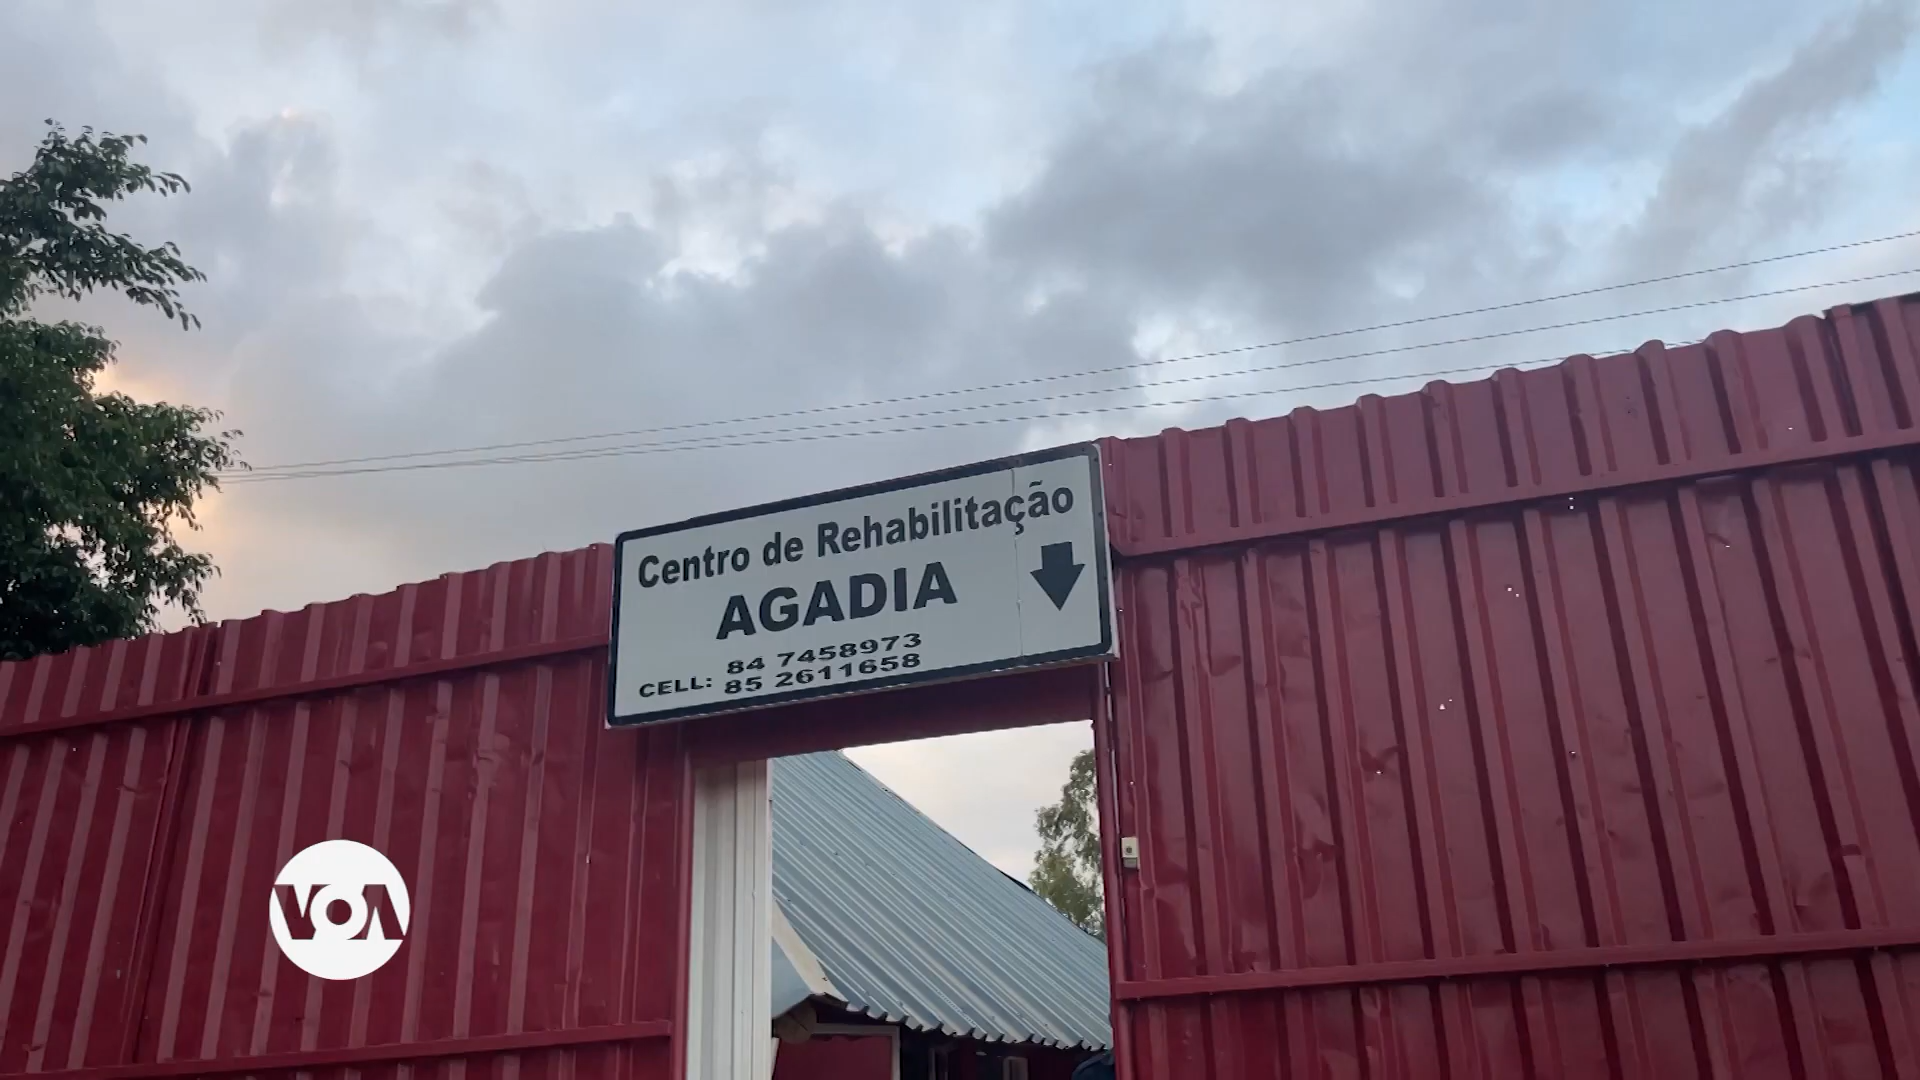 Centro de Rehabilitação
AGADIA
84 7458973
CELL: 85 2611658
VOA